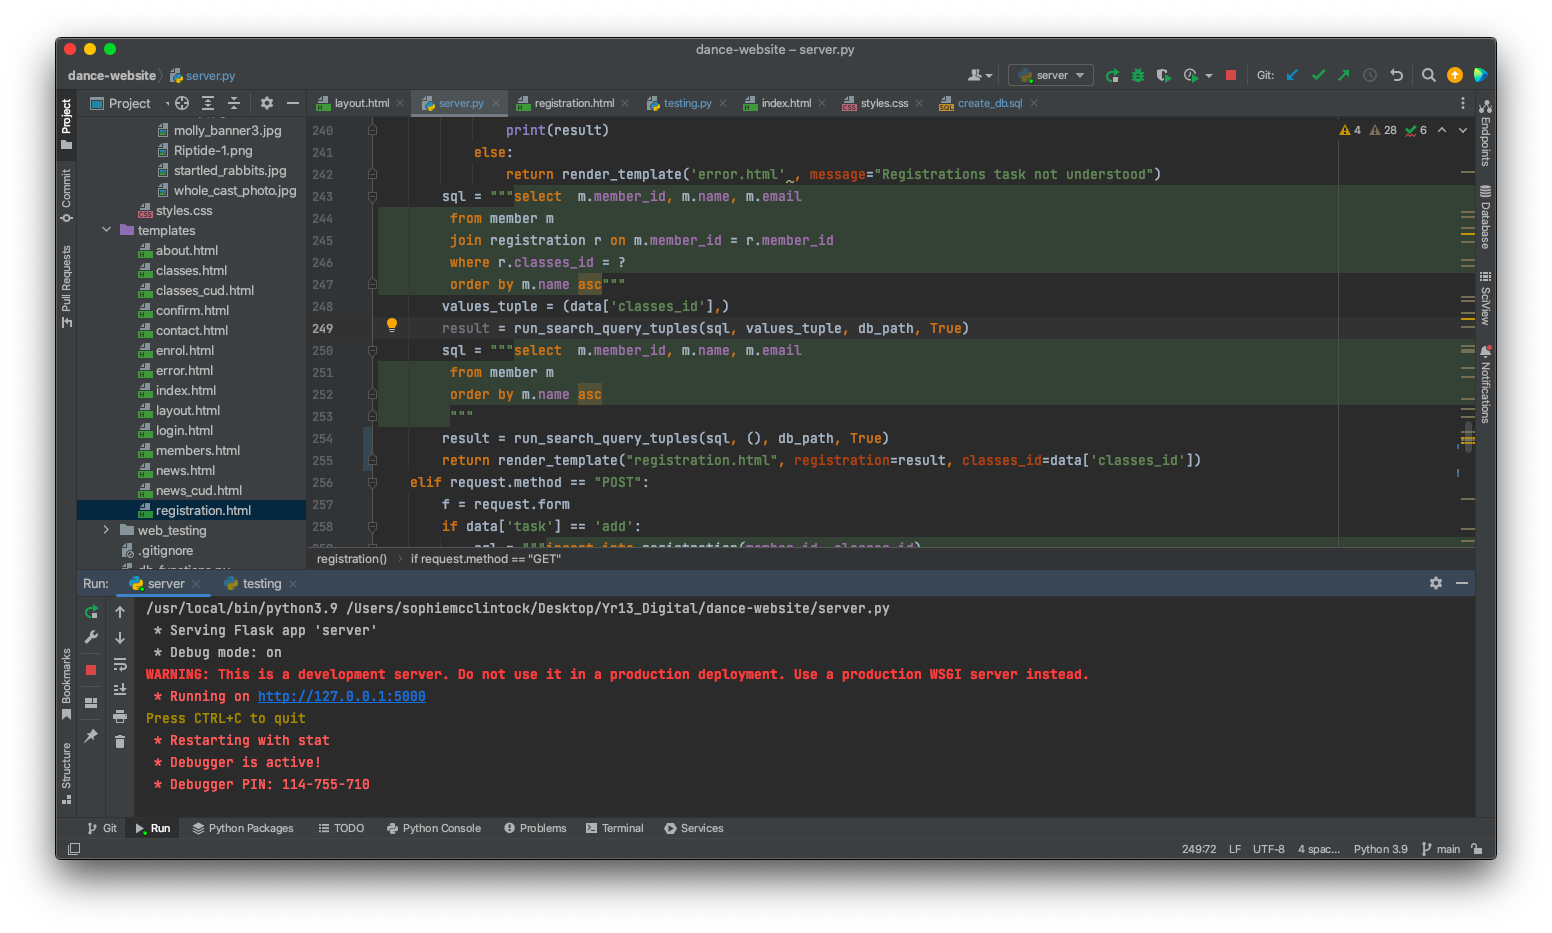 dance-website – server.py
dance-website server.py
server Git:
Project
layout.html server.py registration.html testing.py index.html styles.css create_db.sql
Project
Commit
Pull Requests
Bookmarks
Structure
molly_banner3.jpg
Riptide-1.png
startled_rabbits.jpg
whole_cast_photo.jpg
styles.css
templates
about.html
classes.html
classes_cud.html
confirm.html
contact.html
enrol.html
error.html
index.html
layout.html
login.html
members.html
news.html
news_cud.html
registration.html
web_testing
.gitignore
db_functions.py
4 28 6
240 print(result)
241 else:
242 return render_template('error.html' , message="Registrations task not understood")
243 sql = """select  m.member_id, m.name, m.email
244 from member m
245 join registration r on m.member_id = r.member_id
246 where r.classes_id = ?
247 order by m.name asc"""
248 values_tuple = (data['classes_id'],)
249 result = run_search_query_tuples(sql, values_tuple, db_path, True)
250 sql = """select  m.member_id, m.name, m.email
251 from member m
252 order by m.name asc
253 """
254 result = run_search_query_tuples(sql, (), db_path, True)
255 return render_template("registration.html", registration=result, classes_id=data['classes_id'])
256 elif request.method == "POST":
257 f = request.form
258 if data['task'] == 'add':
259 sql = """insert into registration(member_id, classes_id)
registration() if request.method == "GET"
Endpoints
Database
SciView
Notifications
Run: server testing
/usr/local/bin/python3.9 /Users/sophiemcclintock/Desktop/Yr13_Digital/dance-website/server.py
* Serving Flask app 'server'
* Debug mode: on
WARNING: This is a development server. Do not use it in a production deployment. Use a production WSGI server instead.
* Running on http://127.0.0.1:5000
Press CTRL+C to quit
* Restarting with stat
* Debugger is active!
* Debugger PIN: 114-755-710
Git Run Python Packages TODO Python Console Problems Terminal Services
249:72 LF UTF-8 4 spac... Python 3.9 main